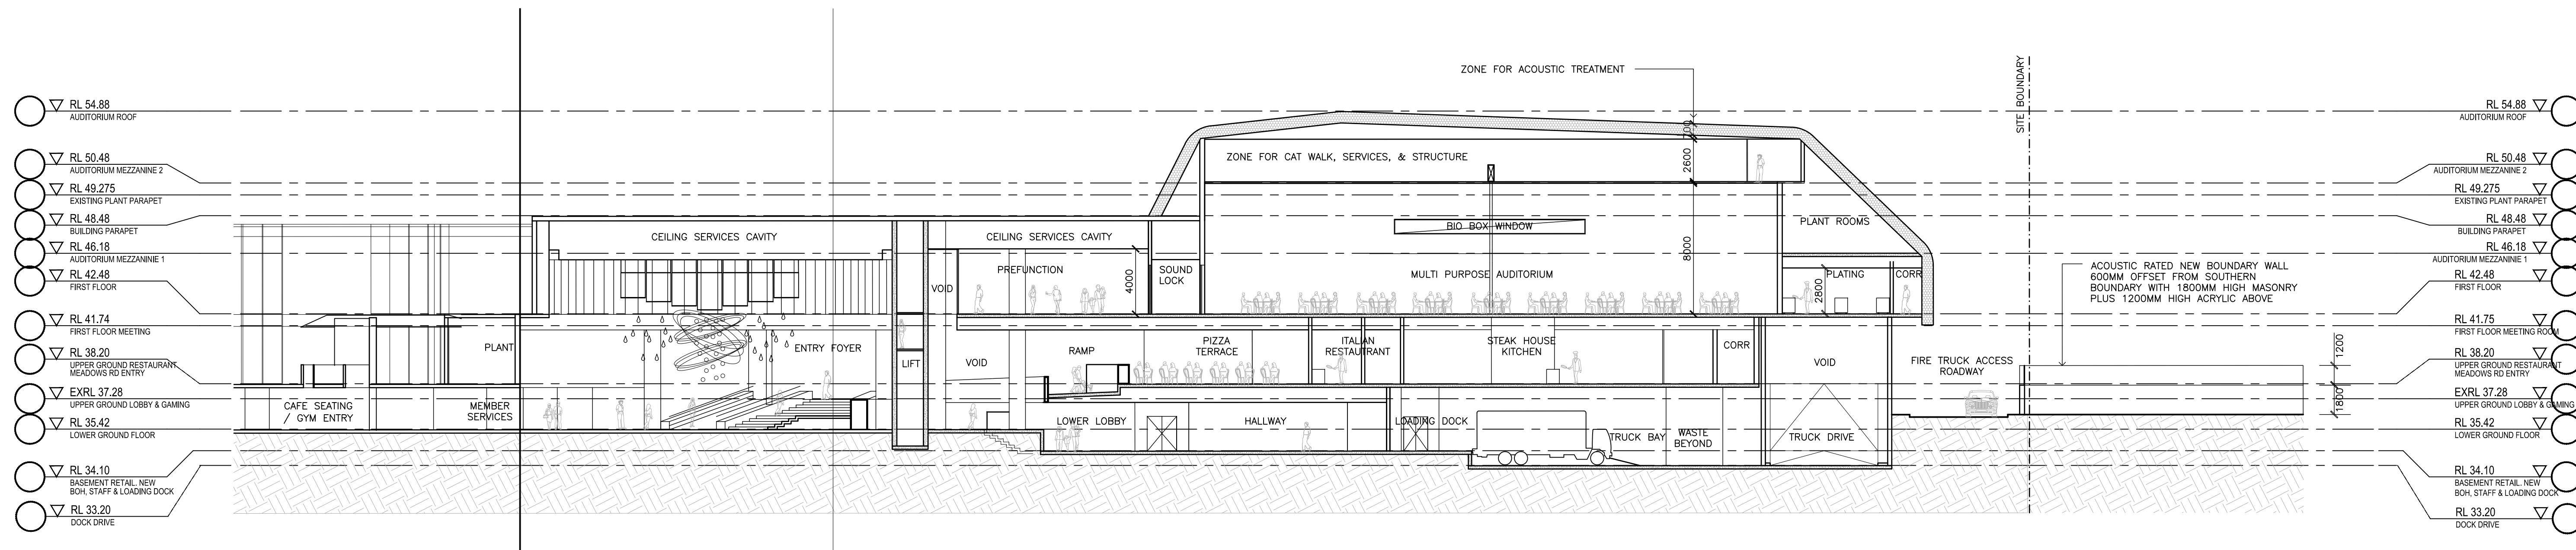 SITE BOUNDARY
ZONE FOR ACOUSTIC TREATMENT
RL 54.88
AUDITORIUM ROOF
RL 50.48
AUDITORIUM MEZZANINE 2
RL 49.275
EXISTING PLANT PARAPET
RL 48.48
BUILDING PARAPET
RL 46.18
AUDITORIUM MEZZANINIE 1
RL 42.48
FIRST FLOOR
RL 41.74
FIRST FLOOR MEETING
RL 38.20
UPPER GROUND RESTAURANT
MEADOWS RD ENTRY
EXRL 37.28
UPPER GROUND LOBBY & GAMING
RL 35.42
LOWER GROUND FLOOR
RL 34.10
BASEMENT RETAIL. NEW
BOH, STAFF & LOADING DOCK
RL 33.20
DOCK DRIVE
700
2600
8000
ZONE FOR CAT WALK, SERVICES, & STRUCTURE
PLANT ROOMS
BIO BOX WINDOW
CEILING SERVICES CAVITY
CEILING SERVICES CAVITY
PREFUNCTION
4000
SOUND
LOCK
MULTI PURPOSE AUDITORIUM
PLATING
CORR
2800
VOID
PLANT
ENTRY FOYER
LIFT
VOID
RAMP
PIZZA
TERRACE
ITALIAN
RESTAUTRANT
STEAK HOUSE
KITCHEN
CORR
VOID
FIRE TRUCK ACCESS
ROADWAY
CAFE SEATING
/ GYM ENTRY
MEMBER
SERVICES
LOWER LOBBY
HALLWAY
LOADING DOCK
TRUCK BAY
WASTE
BEYOND
TRUCK DRIVE
ACOUSTIC RATED NEW BOUNDARY WALL
600MM OFFSET FROM SOUTHERN
BOUNDARY WITH 1800MM HIGH MASONRY
PLUS 1200MM HIGH ACRYLIC ABOVE
1200
1800
RL 54.88
AUDITORIUM ROOF
RL 50.48
AUDITORIUM MEZZANINE 2
RL 49.275
EXISTING PLANT PARAPET
RL 48.48
BUILDING PARAPET
RL 46.18
AUDITORIUM MEZZANINIE 1
RL 42.48
FIRST FLOOR
RL 41.75
FIRST FLOOR MEETING ROOM
RL 38.20
UPPER GROUND RESTAURANT
MEADOWS RD ENTRY
EXRL 37.28
UPPER GROUND LOBBY & GAMING
RL 35.42
LOWER GROUND FLOOR
RL 34.10
BASEMENT RETAIL. NEW
BOH, STAFF & LOADING DOCK
RL 33.20
DOCK DRIVE